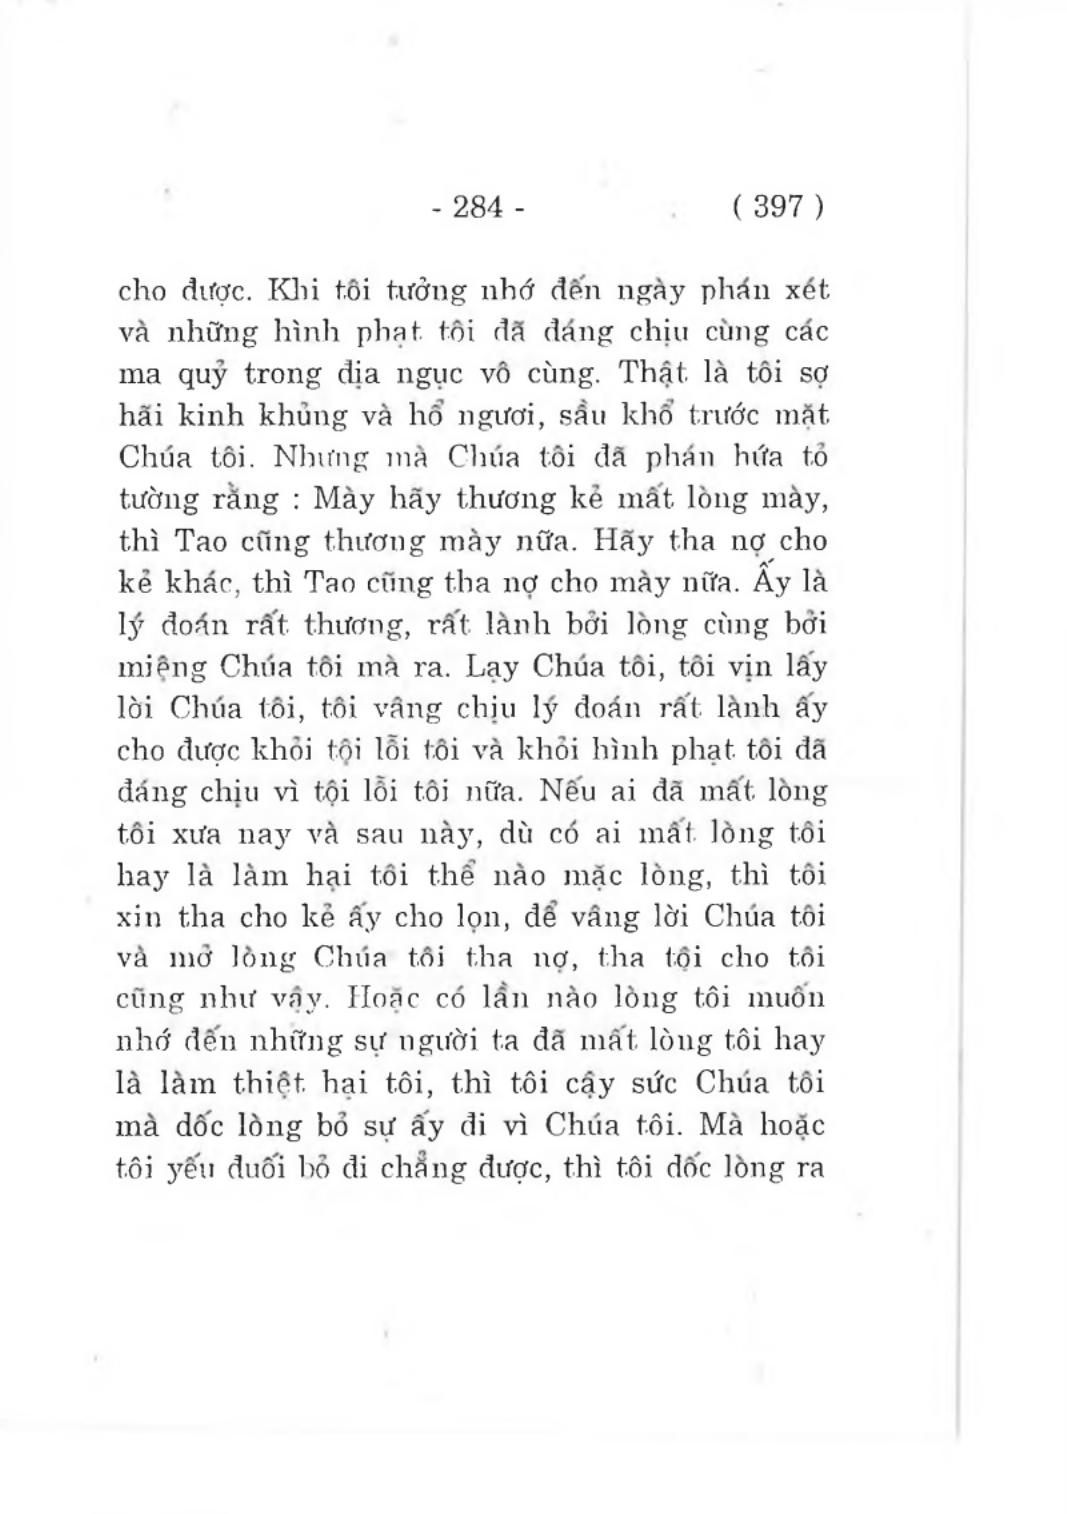 - 284 - ( 397 )
cho được. Khi tôi tưởng nhớ đến ngày phán xét
và những hình phạt tôi đã đáng chịu cùng các
ma quỷ trong địa ngục vô cùng. Thật là tôi sợ
hãi kinh khủng và hổ ngươi, sầu khổ trước mặt
Chúa tôi. Nhưng mà Chúa tôi đã phán hứa tỏ
tường rằng : Mày hãy thương kẻ mất lòng mày,
thì Tao cũng thương mày nữa. Hãy tha nợ cho
kẻ khác, thì Tao cũng tha nợ cho mày nữa. Ấy là
lý đoán rất thương, rất lành bởi lòng cùng bởi
miệng Chúa tôi mà ra. Lạy Chúa tôi, tôi vịn lấy
lời Chúa tôi, tôi vâng chịu lý đoán rất lành ấy
cho được khỏi tội lỗi tôi và khỏi hình phạt tôi đã
đáng chịu vì tội lỗi tôi nữa. Nếu ai đã mất lòng
tôi xưa nay và sau này, dù có ai mất lòng tôi
hay là làm hại tôi thể nào mặc lòng, thì tôi
xin tha cho kẻ ấy cho lọn, để vâng lời Chúa tôi
và mở lòng Chúa tôi tha nợ, tha tội cho tôi
cũng như vậy. Hoặc có lần nào lòng tôi muốn
nhớ đến những sự người ta đã mất lòng tôi hay
là làm thiệt hại tôi, thì tôi cậy sức Chúa tôi
mà dốc lòng bỏ sự ấy đi vì Chúa tôi. Mà hoặc
tôi yếu đuối bỏ đi chẳng được, thì tôi dốc lòng ra